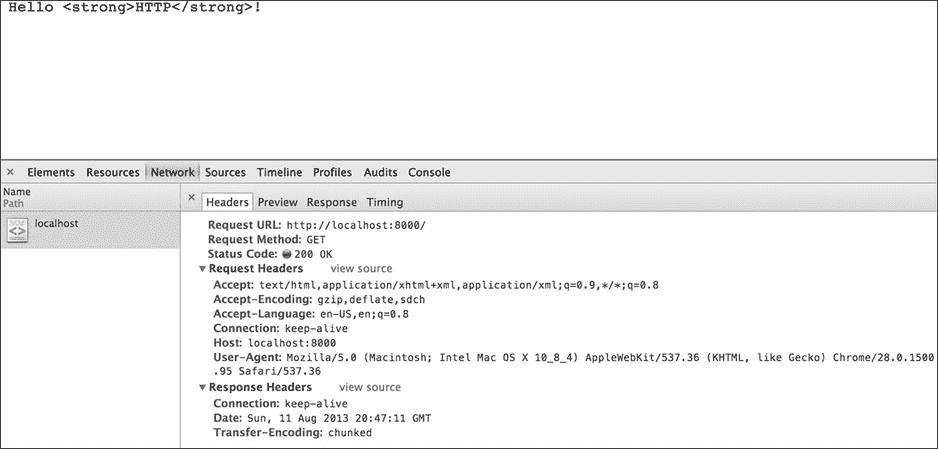 Hello <strong>HTTP</strong>!
× Elements Resources Network Sources Timeline Profiles Audits Console
Name
Path
× Headers Preview Response Timing
localhost
Request URL: http://localhost:8000/
Request Method: GET
Status Code: 200 OK
▼Request Headers view source
Accept: text/html,application/xhtml+xml,application/xml;q=0.9,*/*;q=0.8
Accept-Encoding: gzip,deflate,sdch
Accept-Language: en-US,en;q=0.8
Connection: keep-alive
Host: localhost:8000
User-Agent: Mozilla/5.0 (Macintosh; Intel Mac OS X 10_8_4) AppleWebKit/537.36 (KHTML, like Gecko) Chrome/28.0.1500
.95 Safari/537.36
▼Response Headers view source
Connection: keep-alive
Date: Sun, 11 Aug 2013 20:47:11 GMT
Transfer-Encoding: chunked